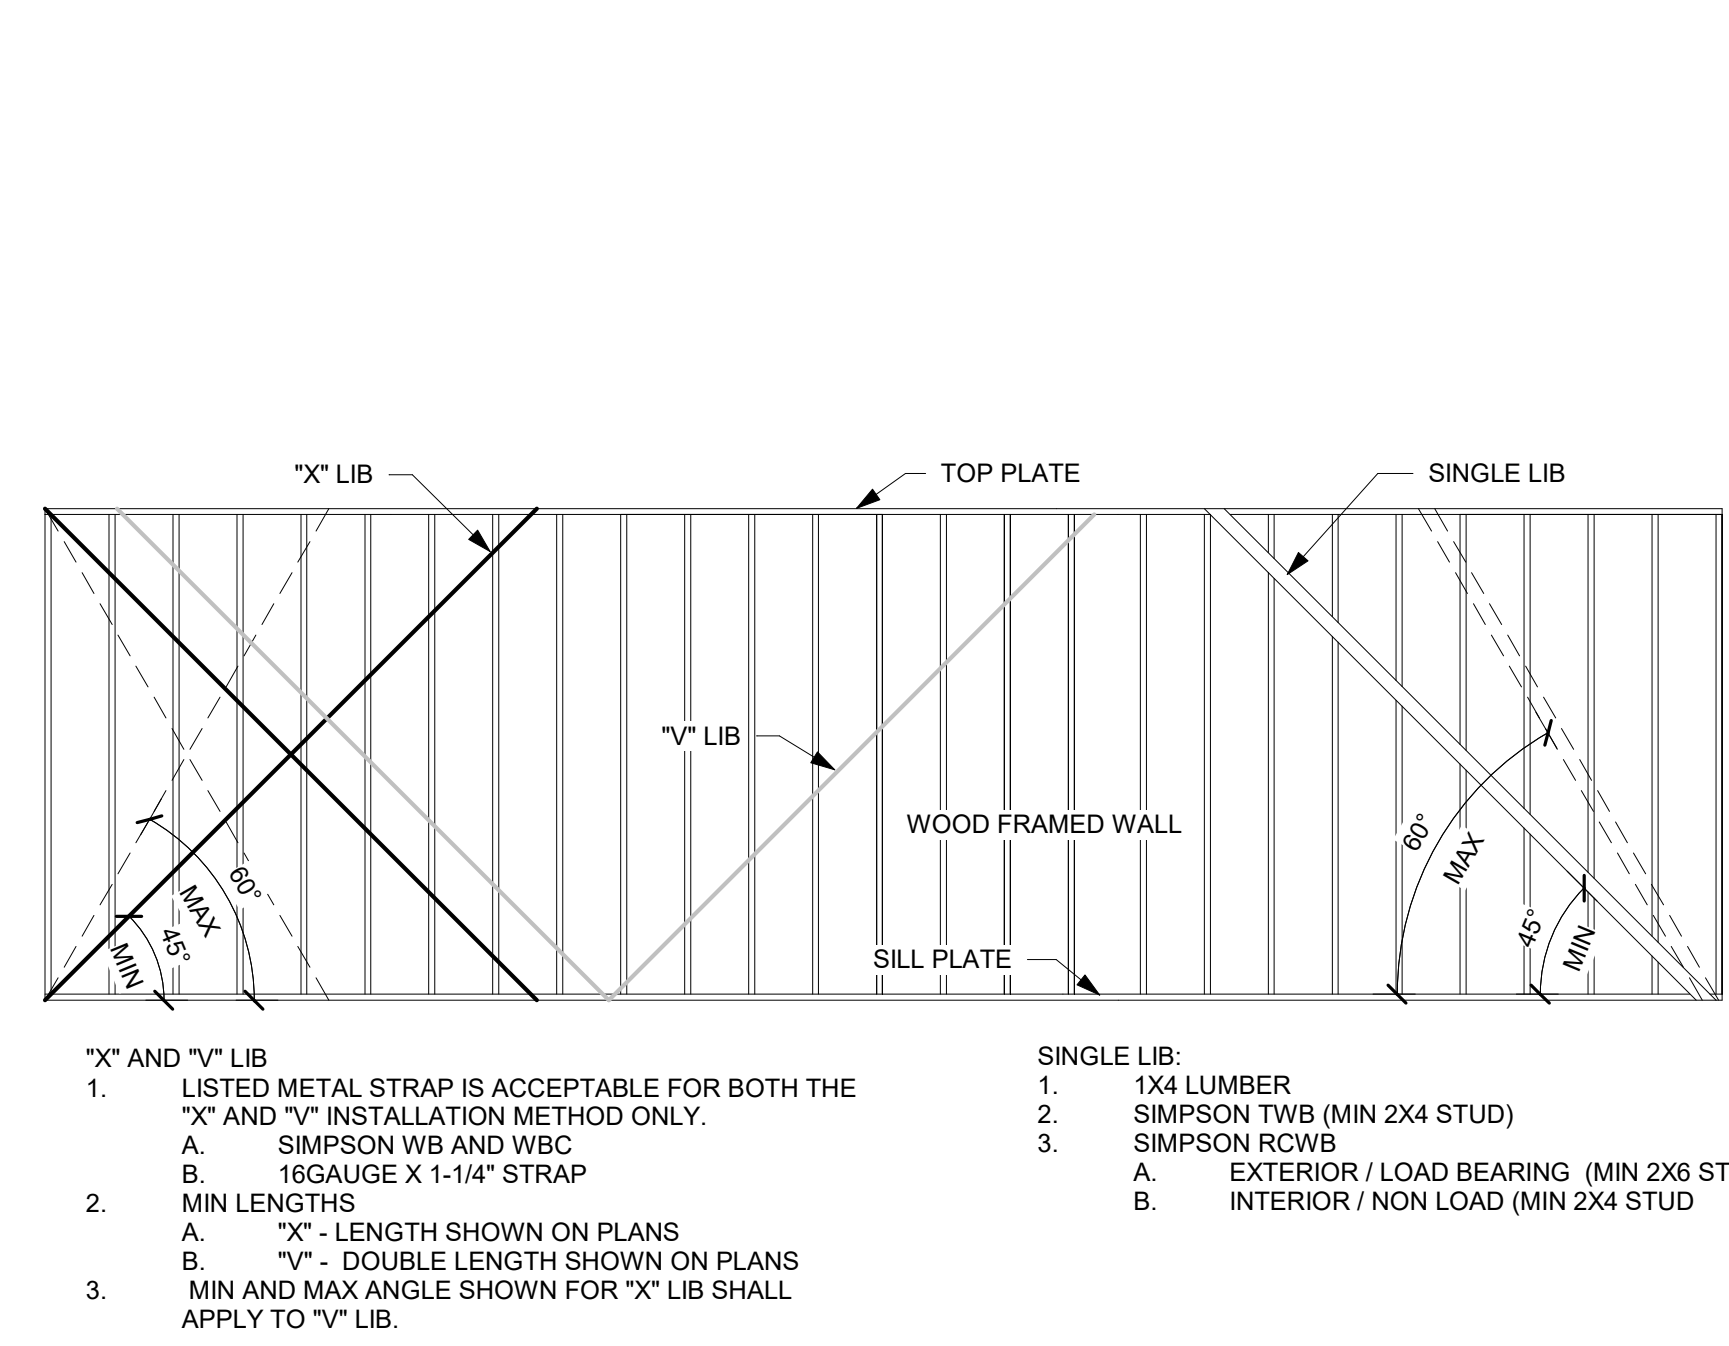 "X" LIB
TOP PLATE
SINGLE LIB
"V" LIB
WOOD FRAMED WALL
60°
MAX
60°
MAX
45°
MIN
45°
MIN
SILL PLATE
"X" AND "V" LIB
1. LISTED METAL STRAP IS ACCEPTABLE FOR BOTH THE
"X" AND "V" INSTALLATION METHOD ONLY.
A. SIMPSON WB AND WBC
B. 16GAUGE X 1-1/4" STRAP
2. MIN LENGTHS
A. "X" - LENGTH SHOWN ON PLANS
B. "V" - DOUBLE LENGTH SHOWN ON PLANS
3. MIN AND MAX ANGLE SHOWN FOR "X" LIB SHALL
APPLY TO "V" LIB.
SINGLE LIB:
1. 1X4 LUMBER
2. SIMPSON TWB (MIN 2X4 STUD)
3. SIMPSON RCWB
A. EXTERIOR / LOAD BEARING (MIN 2X6 ST
B. INTERIOR / NON LOAD (MIN 2X4 STUD